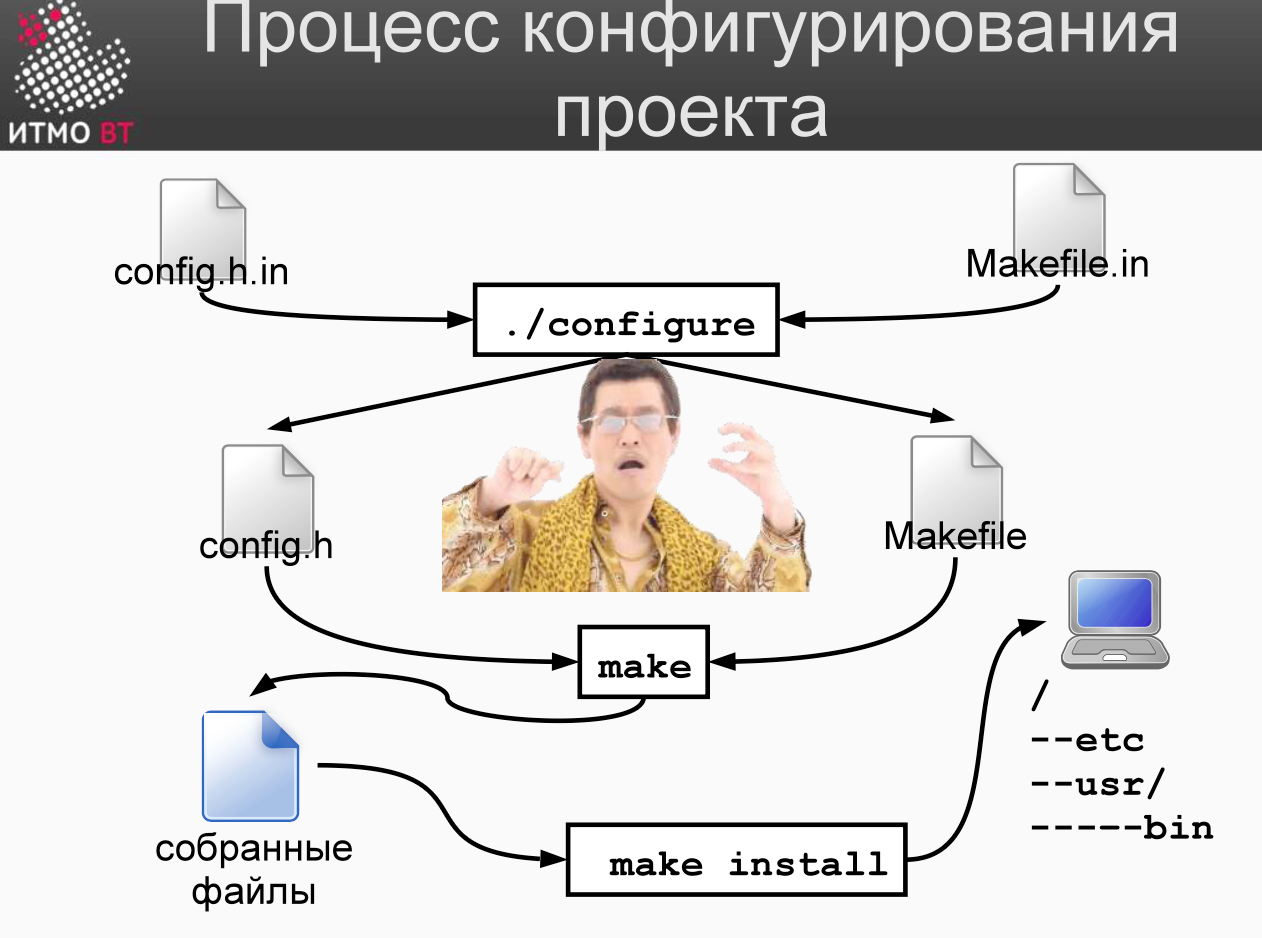 Процесс конфигурирования
проекта
ИТМО ВТ
config.h.in
Makefile.in
./configure
config.h
Makefile
make
/
--etc
--usr/
-----bin
собранные
файлы
make install